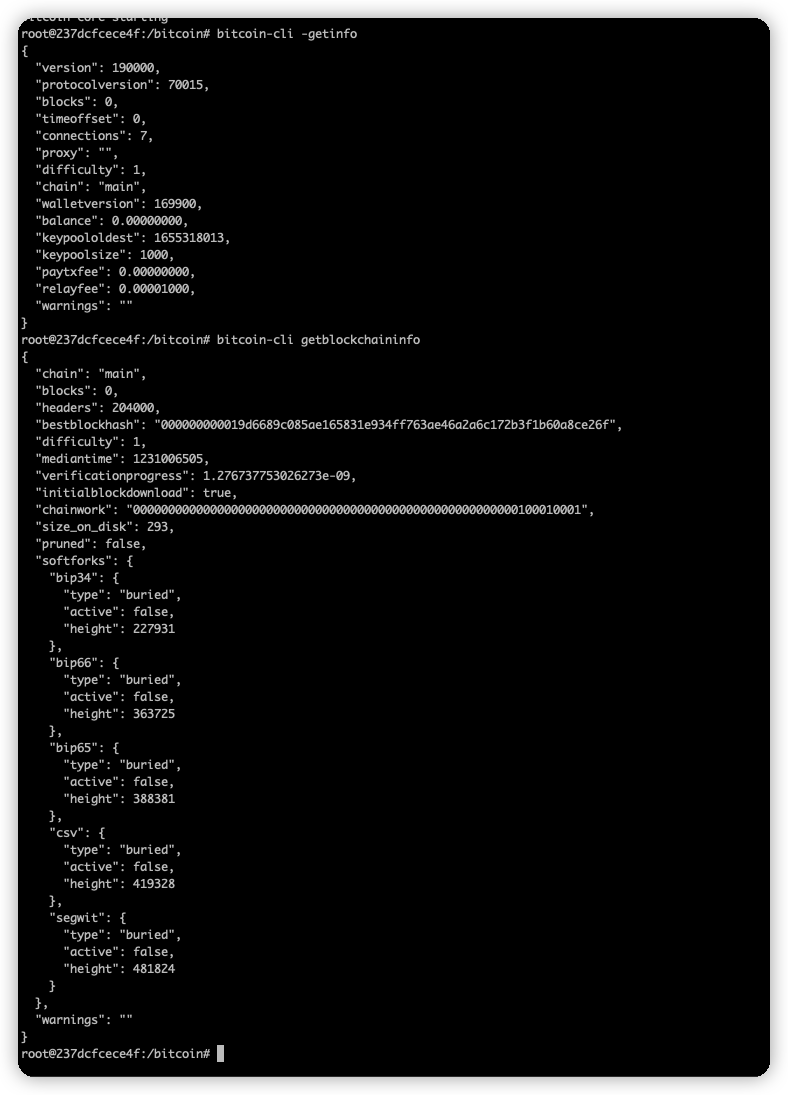 bitcoin core starting
root@237dcfcece4f:/bitcoin# bitcoin-cli -getinfo
{
  "version": 190000,
  "protocolversion": 70015,
  "blocks": 0,
  "timeoffset": 0,
  "connections": 7,
  "proxy": "",
  "difficulty": 1,
  "chain": "main",
  "walletversion": 169900,
  "balance": 0.00000000,
  "keypoololdest": 1655318013,
  "keypoolsize": 1000,
  "paytxfee": 0.00000000,
  "relayfee": 0.00001000,
  "warnings": ""
}
root@237dcfcece4f:/bitcoin# bitcoin-cli getblockchaininfo
{
  "chain": "main",
  "blocks": 0,
  "headers": 204000,
  "bestblockhash": "000000000019d6689c085ae165831e934ff763ae46a2a6c172b3f1b60a8ce26f",
  "difficulty": 1,
  "mediantime": 1231006505,
  "verificationprogress": 1.276737753026273e-09,
  "initialblockdownload": true,
  "chainwork": "0000000000000000000000000000000000000000000000000000000100010001",
  "size_on_disk": 293,
  "pruned": false,
  "softforks": {
    "bip34": {
      "type": "buried",
      "active": false,
      "height": 227931
    },
    "bip66": {
      "type": "buried",
      "active": false,
      "height": 363725
    },
    "bip65": {
      "type": "buried",
      "active": false,
      "height": 388381
    },
    "csv": {
      "type": "buried",
      "active": false,
      "height": 419328
    },
    "segwit": {
      "type": "buried",
      "active": false,
      "height": 481824
    }
  },
  "warnings": ""
}
root@237dcfcece4f:/bitcoin#